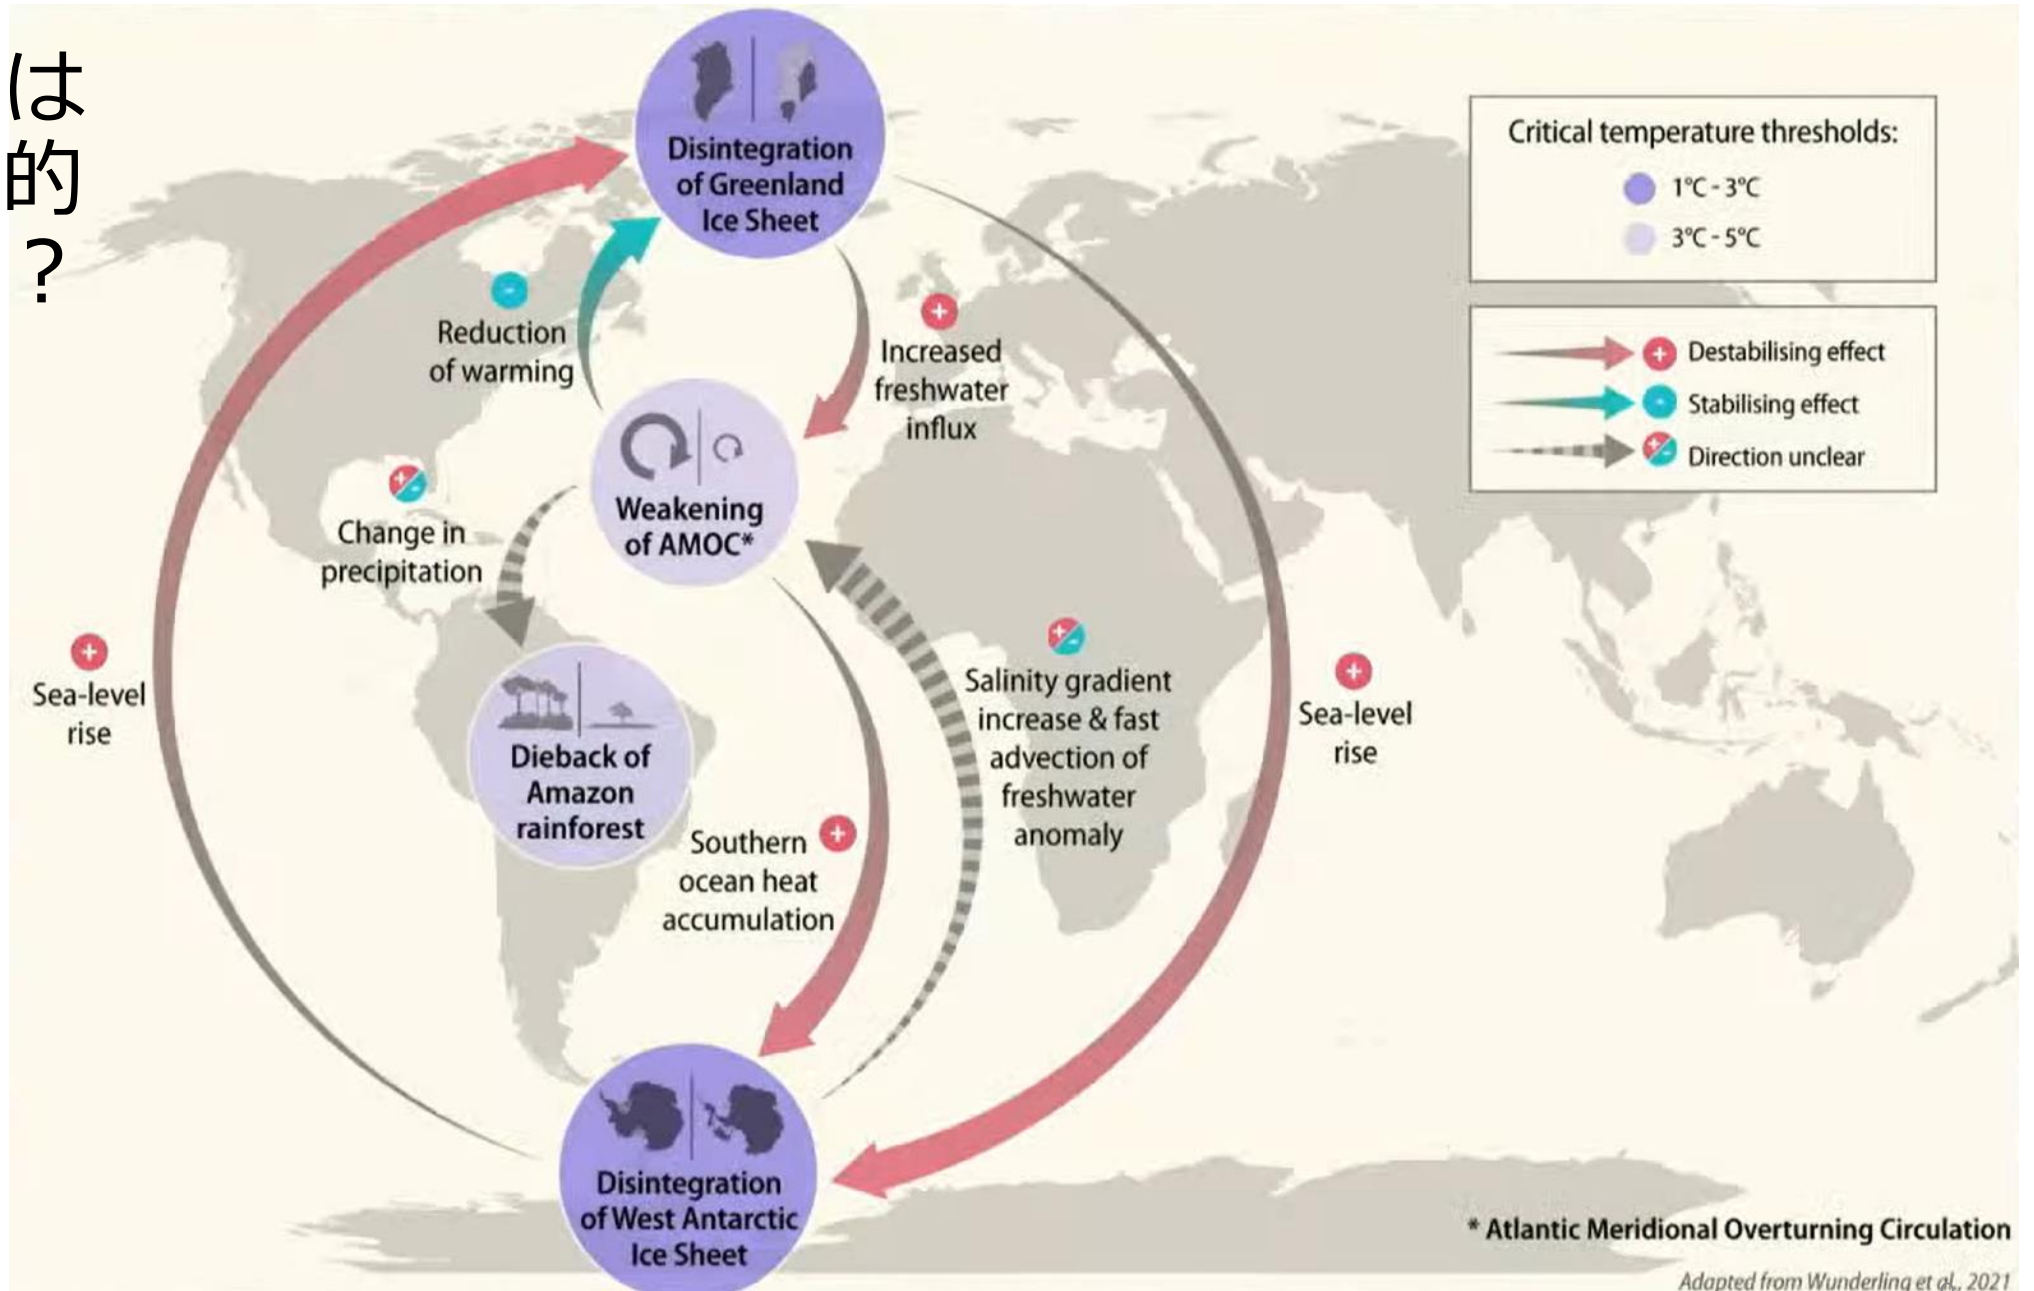 は
的
?
Disintegration
of Greenland
Ice Sheet
Critical temperature thresholds:
1°C - 3°C
3°C - 5°C
+ Destabilising effect
- Stabilising effect
+ - Direction unclear
-
Reduction
of warming
+
Increased
freshwater
influx
Weakening
of AMOC*
+ -
Change in
precipitation
+
Sea-level
rise
+ -
Salinity gradient
increase & fast
advection of
freshwater
anomaly
+
Sea-level
rise
Dieback of
Amazon
rainforest
+
Southern
ocean heat
accumulation
Disintegration
of West Antarctic
Ice Sheet
* Atlantic Meridional Overturning Circulation
Adapted from Wunderling et al., 2021